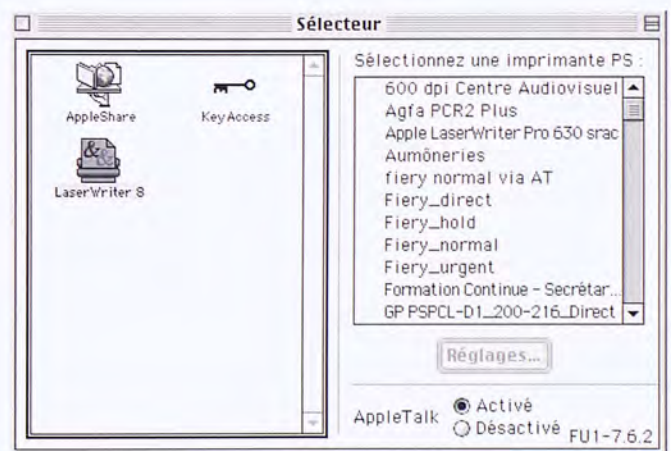 Sélecteur
AppleShare
KeyAccess
LaserWriter 8
Sélectionnez une imprimante PS :
600 dpi Centre Audiovisuel
Agfa PCR2 Plus
Apple LaserWriter Pro 630 srac
Aumôneries
fiery normal via AT
Fiery_direct
Fiery_hold
Fiery_normal
Fiery_urgent
Formation Continue - Secrétar...
GP PSPCL-D1_200-216_Direct
Réglages...
AppleTalk
Activé
Désactivé
FU1-7.6.2